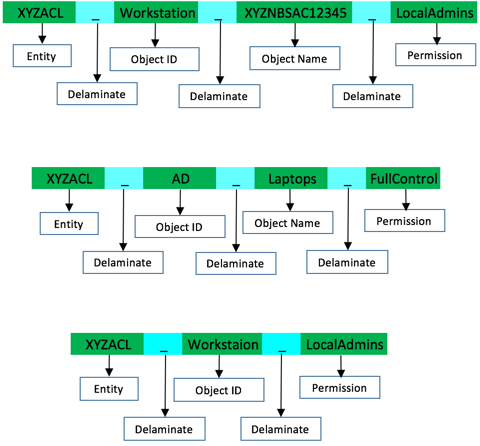 XYZACL _ Workstation _ XYZNBSAC12345 _ LocalAdmins
Entity Object ID Object Name Permission
Delaminate Delaminate Delaminate
XYZACL _ AD _ Laptops _ FullControl
Entity Object ID Object Name Permission
Delaminate Delaminate Delaminate
XYZACL _ Workstaion _ LocalAdmins
Entity Object ID Permission
Delaminate Delaminate